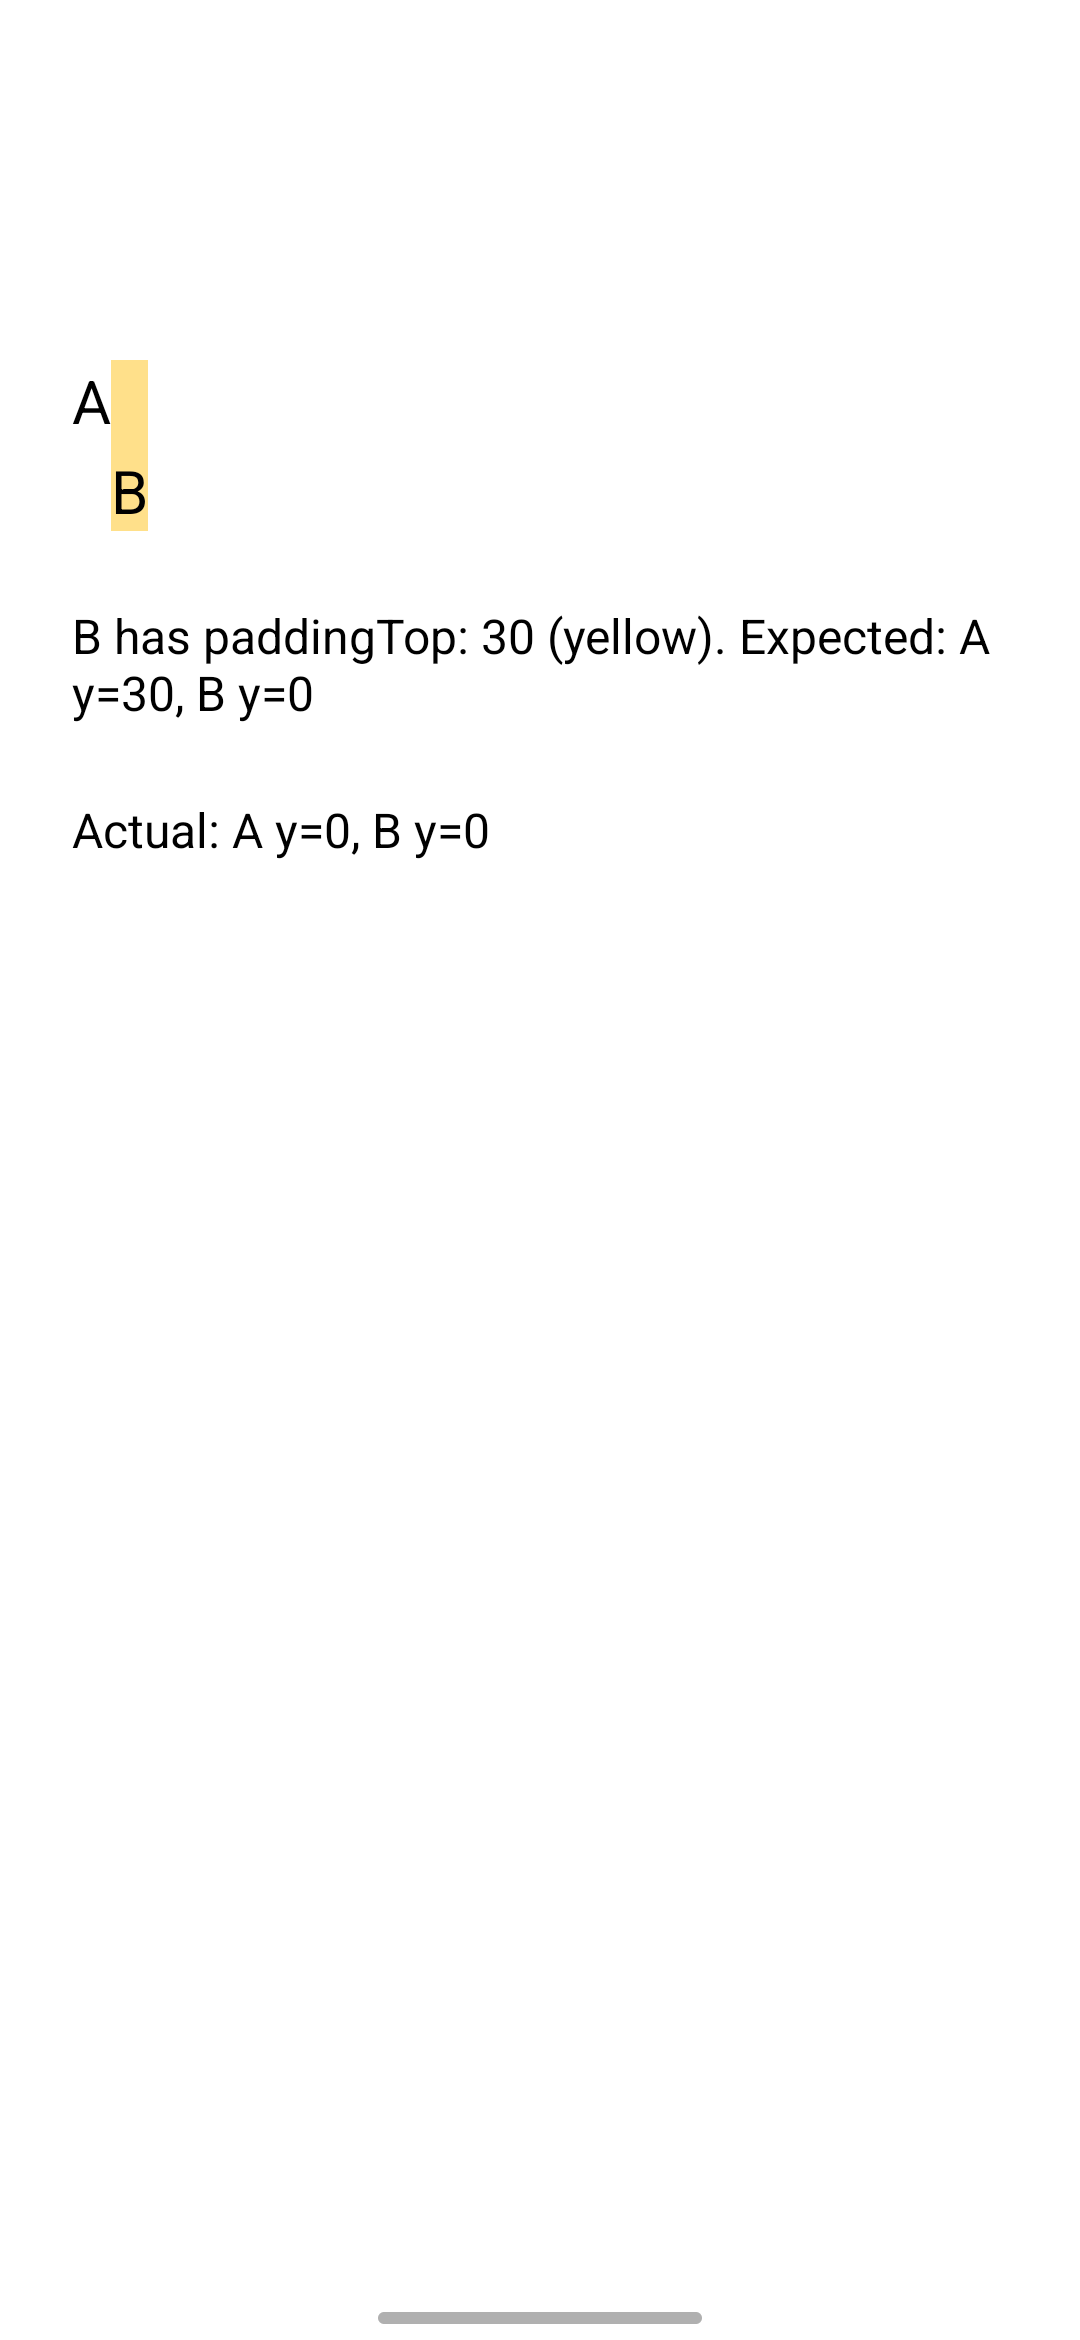 A
B
B has paddingTop: 30 (yellow). Expected: A
y=30, B y=0
Actual: A y=0, B y=0